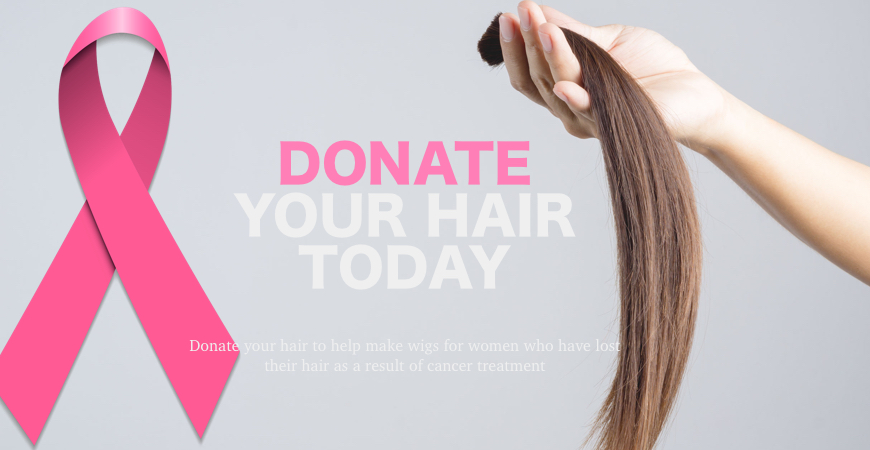 DONATE
YOUR HAIR
TODAY
Donate your hair to help make wigs for women who have lost
their hair as a result of cancer treatment